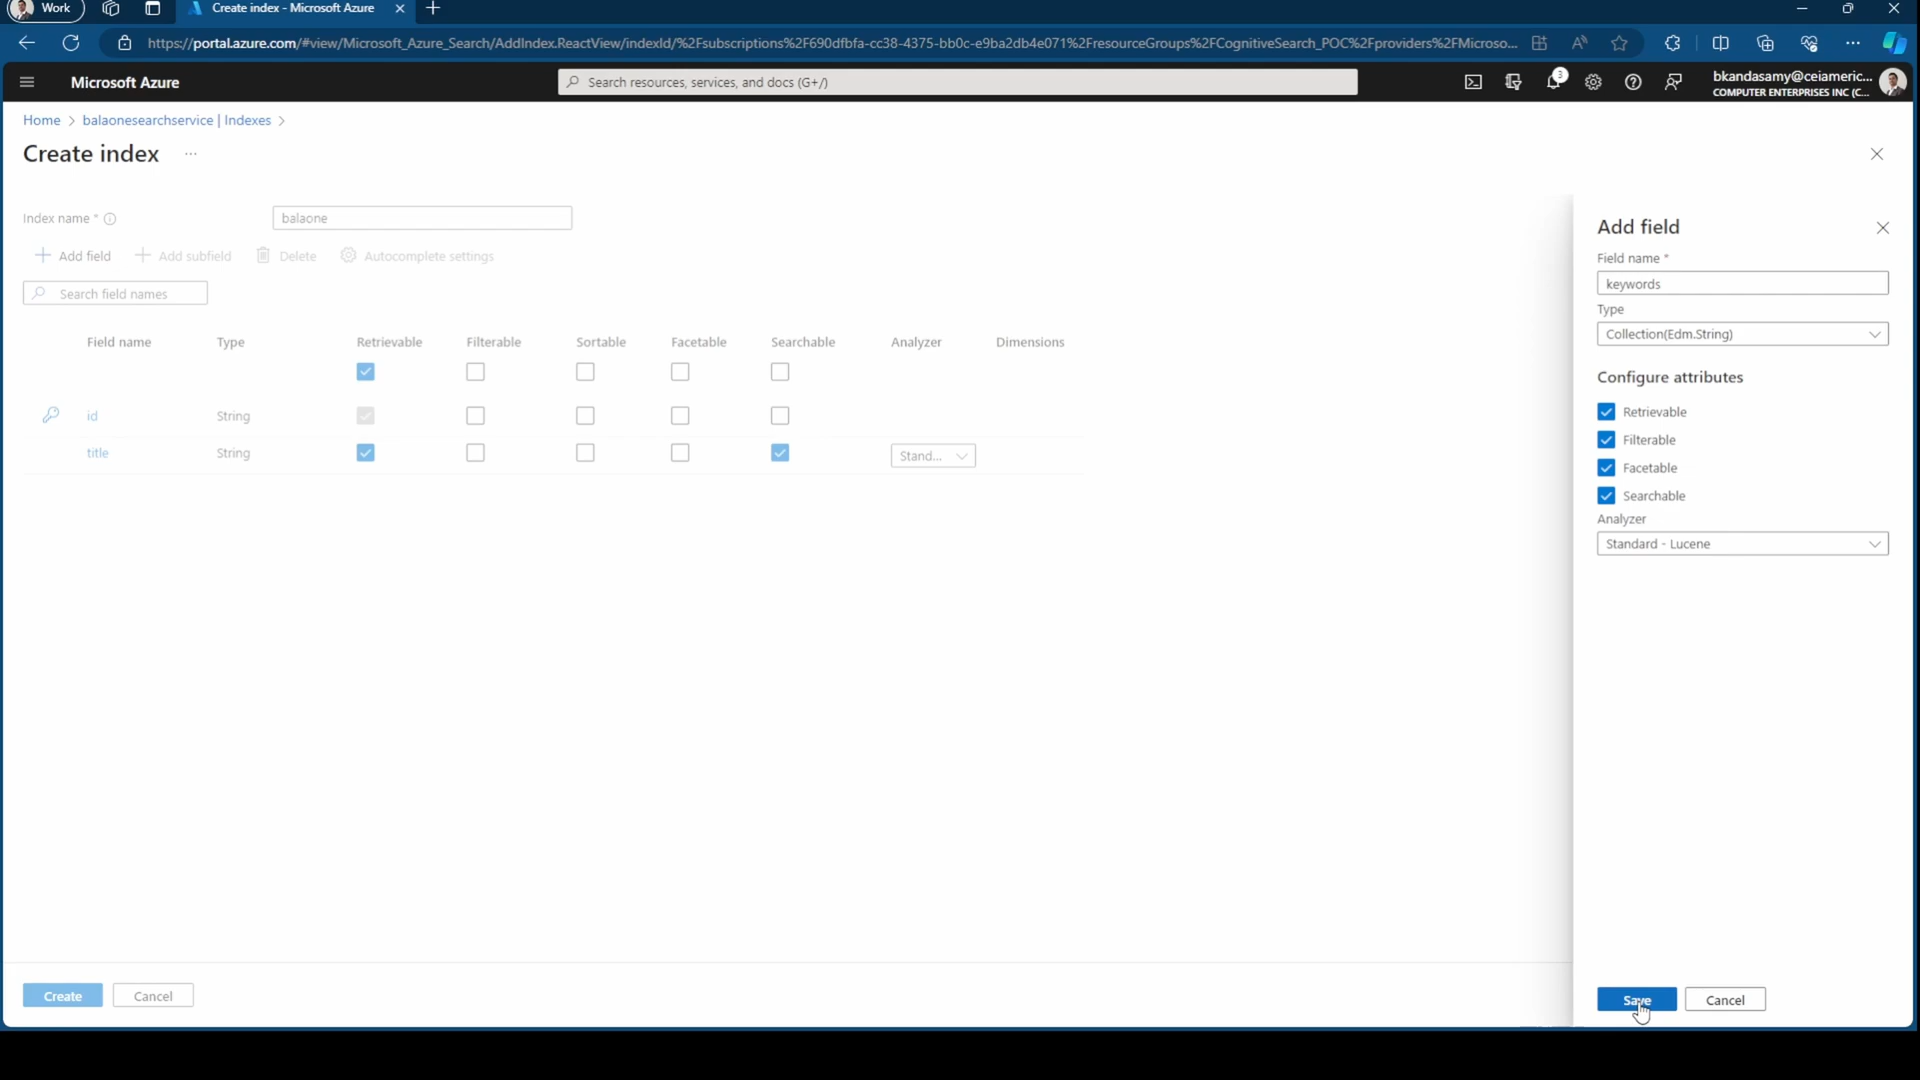 Work
Create index - Microsoft Azure
https://portal.azure.com/#view/Microsoft_Azure_Search/AddIndex.ReactView/indexId/%2Fsubscriptions%2F690dfbfa-cc38-4375-bb0c-e9ba2db4e071%2FresourceGroups%2FCognitiveSearch_POC%2Fproviders%2FMicroso...
Microsoft Azure
Search resources, services, and docs (G+/)
3
bkandasamy@ceiameric...
COMPUTER ENTERPRISES INC (C...
Home > balaonesearchservice | Indexes >
Create index ...
Index name * balaone
Add field Add subfield Delete Autocomplete settings
Search field names
Field name Type Retrievable Filterable Sortable Facetable Searchable Analyzer Dimensions
id String
title String Stand...
Create Cancel
Add field
Field name *
keywords
Type
Collection(Edm.String)
Configure attributes
Retrievable
Filterable
Facetable
Searchable
Analyzer
Standard - Lucene
Save Cancel